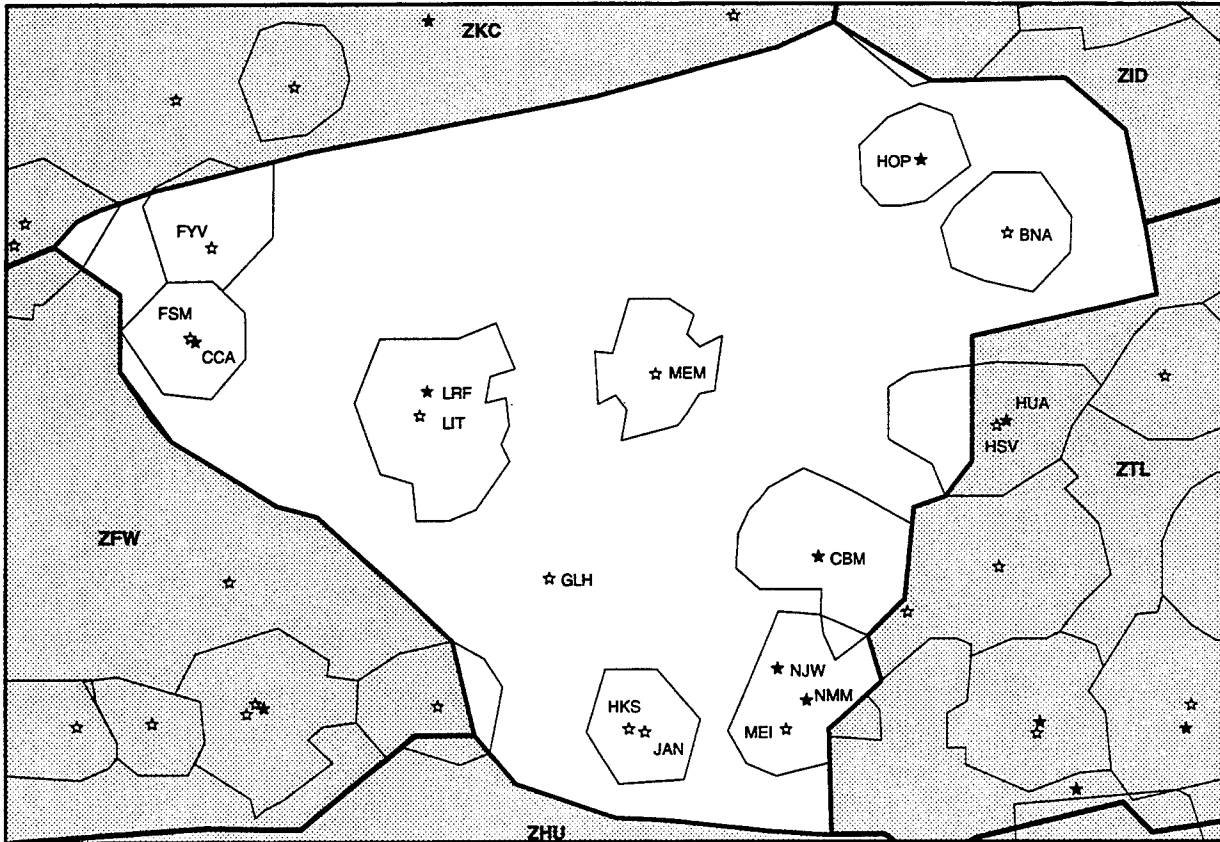 ZKC
ZID
HOP
FYV
BNA
FSM
CCA
MEM
LRF
LIT
HUA
HSV
ZTL
ZFW
CBM
GLH
NJW
NMM
HKS
JAN
MEI
ZHU